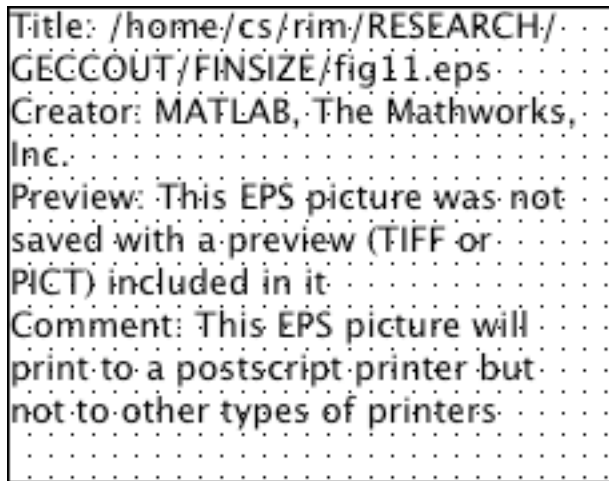 Title: /home/cs/rim/RESEARCH/
GECCOUT/FINSIZE/fig11.eps
Creator: MATLAB, The Mathworks,
Inc.
Preview: This EPS picture was not
saved with a preview (TIFF or
PICT) included in it
Comment: This EPS picture will
print to a postscript printer but
not to other types of printers